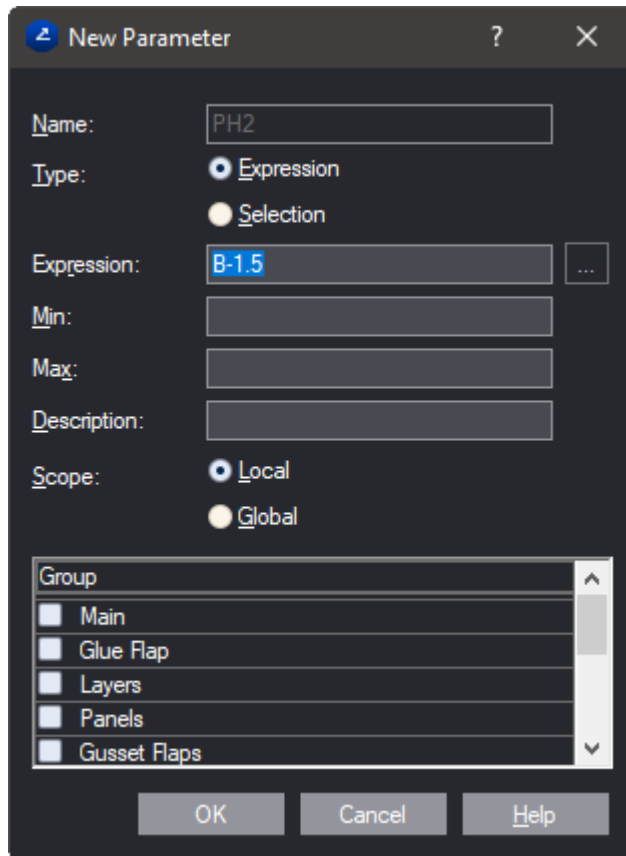 New Parameter ? X
Name: PH2
Type: Expression
Selection
Expression: B-1.5 ...
Min:
Max:
Description:
Scope: Local
Global
Group
Main
Glue Flap
Layers
Panels
Gusset Flaps
OK Cancel Help